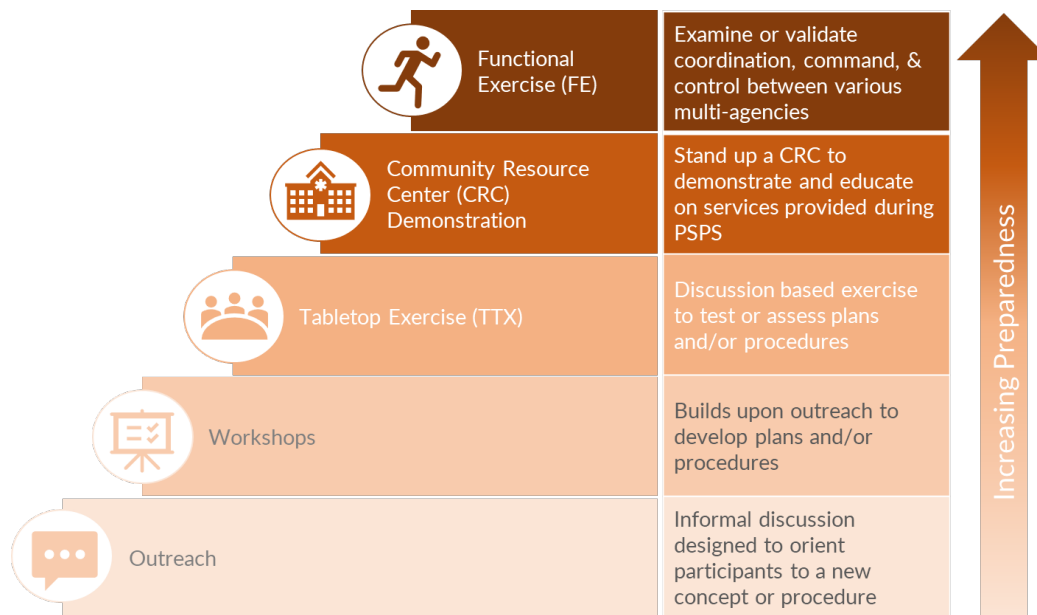 Functional
Exercise (FE)
Examine or validate
coordination, command, &
control between various
multi-agencies
Community Resource
Center (CRC)
Demonstration
Stand up a CRC to
demonstrate and educate
on services provided during
PSPS
Tabletop Exercise (TTX)
Discussion based exercise
to test or assess plans
and/or procedures
Workshops
Builds upon outreach to
develop plans and/or
procedures
Outreach
Informal discussion
designed to orient
participants to a new
concept or procedure
Increasing Preparedness